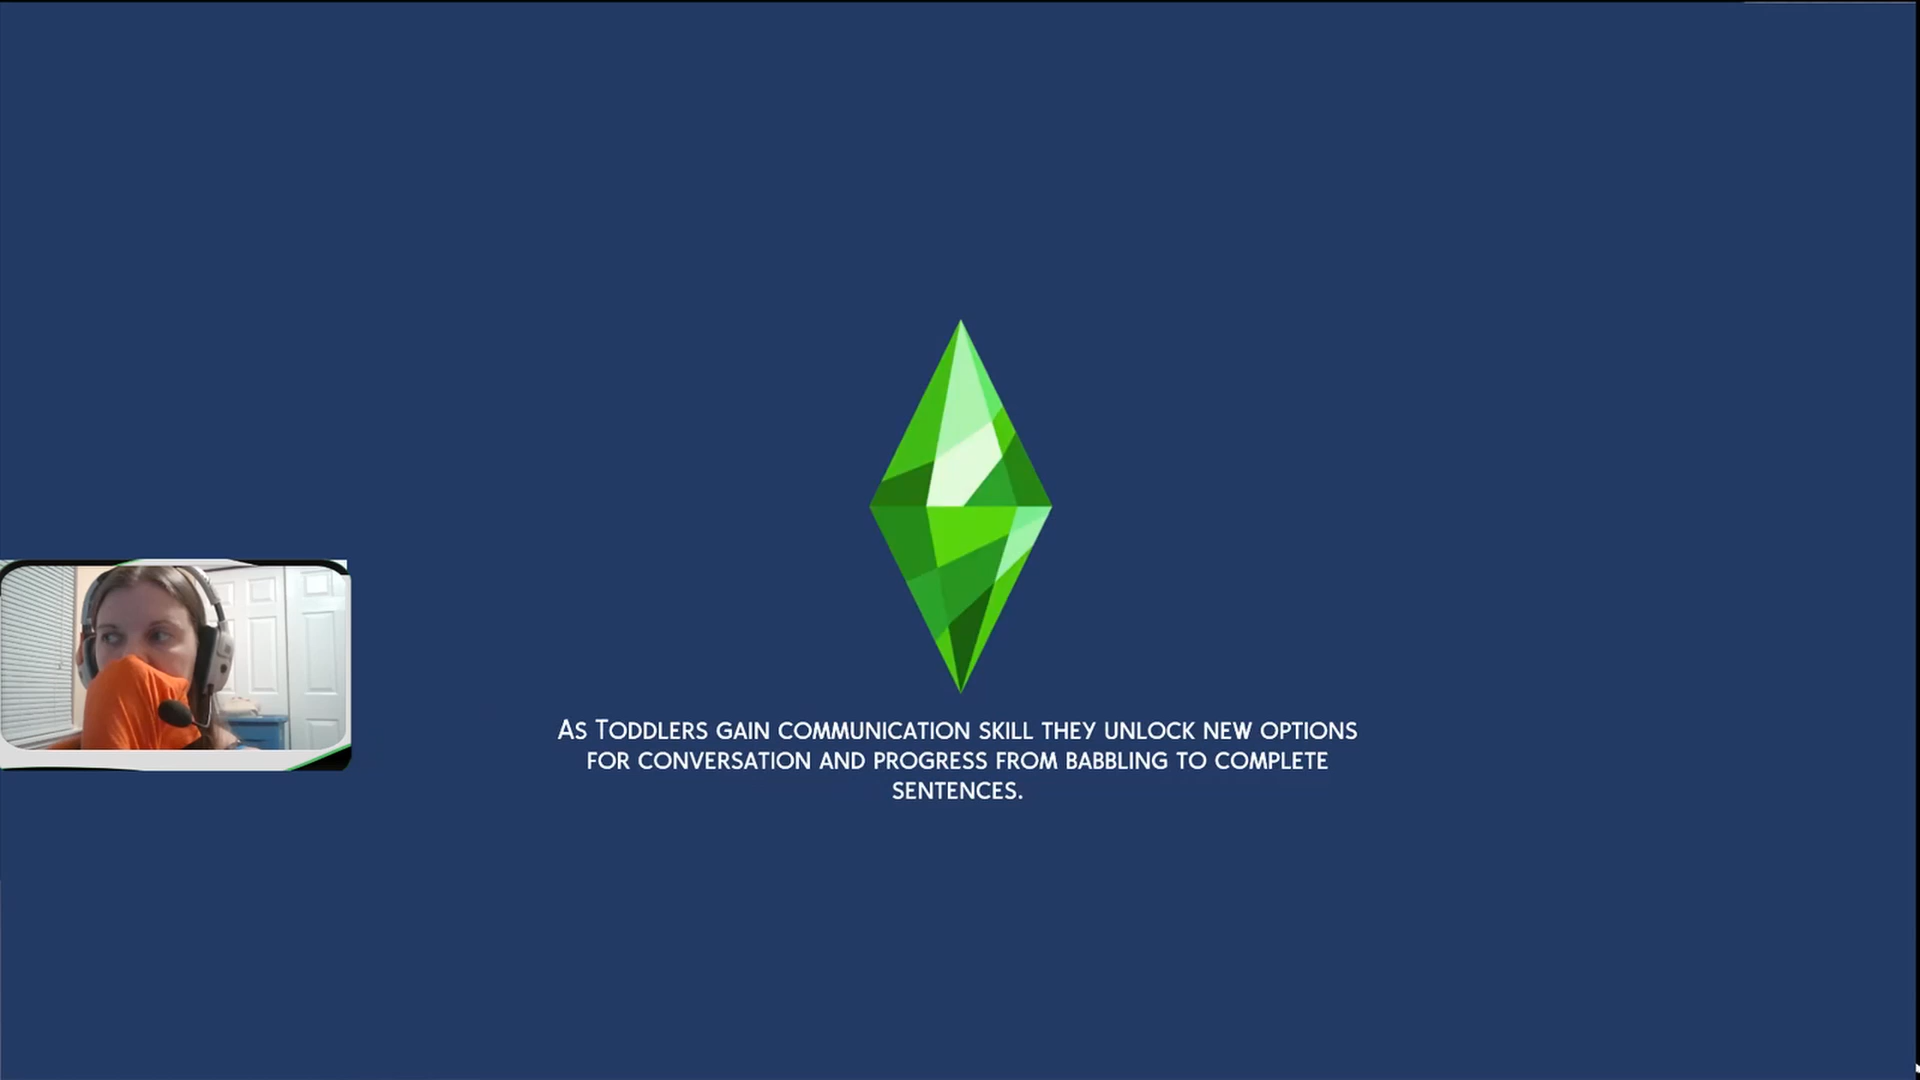 As Toddlers gain communication skill they unlock new options
for conversation and progress from babbling to complete
sentences.